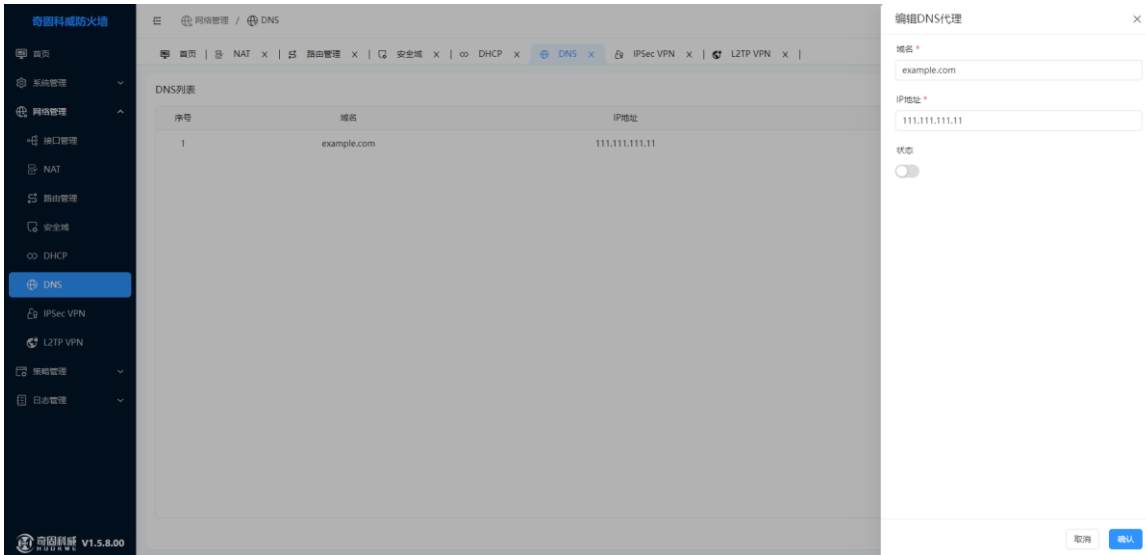 奇固科威防火墙
网络管理 / DNS
编辑DNS代理
首页
系统管理
网络管理
接口管理
NAT
路由管理
安全域
DHCP
DNS
IPSec VPN
L2TP VPN
策略管理
日志管理
奇固科威 V1.5.8.00
首页 | NAT × | 路由管理 × | 安全域 × | DHCP × DNS × IPSec VPN × | L2TP VPN × |
DNS列表
序号 域名 IP地址
1 example.com 111.111.111.11
域名 *
example.com
IP地址 *
111.111.111.11
状态
取消 确认